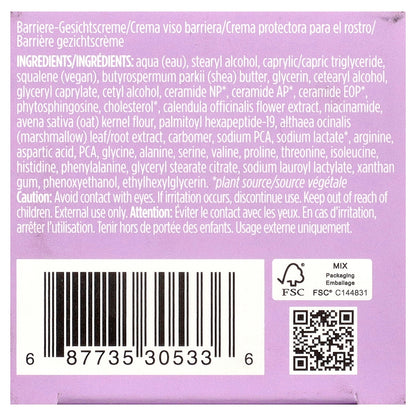 Barriere-Gesichtscreme/Crema viso barriera/Crema protectora para el rostro/
Barrière gezichtscrème
INGREDIENTS/INGRÉDIENTS: aqua (eau), stearyl alcohol, caprylic/capric triglyceride,
squalene (vegan), butyrospermum parkii (shea) butter, glycerin, cetearyl alcohol,
glyceryl caprylate, cetyl alcohol, ceramide NP*, ceramide AP*, ceramide EOP*,
phytosphingosine, cholesterol*, calendula officinalis flower extract, niacinamide,
avena sativa (oat) kernel flour, palmitoyl hexapeptide-19, althaea ocinalis
(marshmallow) leaf/root extract, carbomer, sodium PCA, sodium lactate*, arginine,
aspartic acid, PCA, glycine, alanine, serine, valine, proline, threonine, isoleucine,
histidine, phenylalanine, glyceryl stearate citrate, sodium lauroyl lactylate, xanthan
gum, phenoxyethanol, ethylhexylglycerin. *plant source/source végétale
Caution: Avoid contact with eyes. If irritation occurs, discontinue use. Keep out of reach of
children. External use only. Attention: Éviter le contact avec les yeux. En cas d'irritation,
arrêter l'utilisation. Tenir hors de portée des enfants. Usage externe uniquement.
MIX
Packaging
Emballage
FSC FSC® C144831
6 87735 30533 6